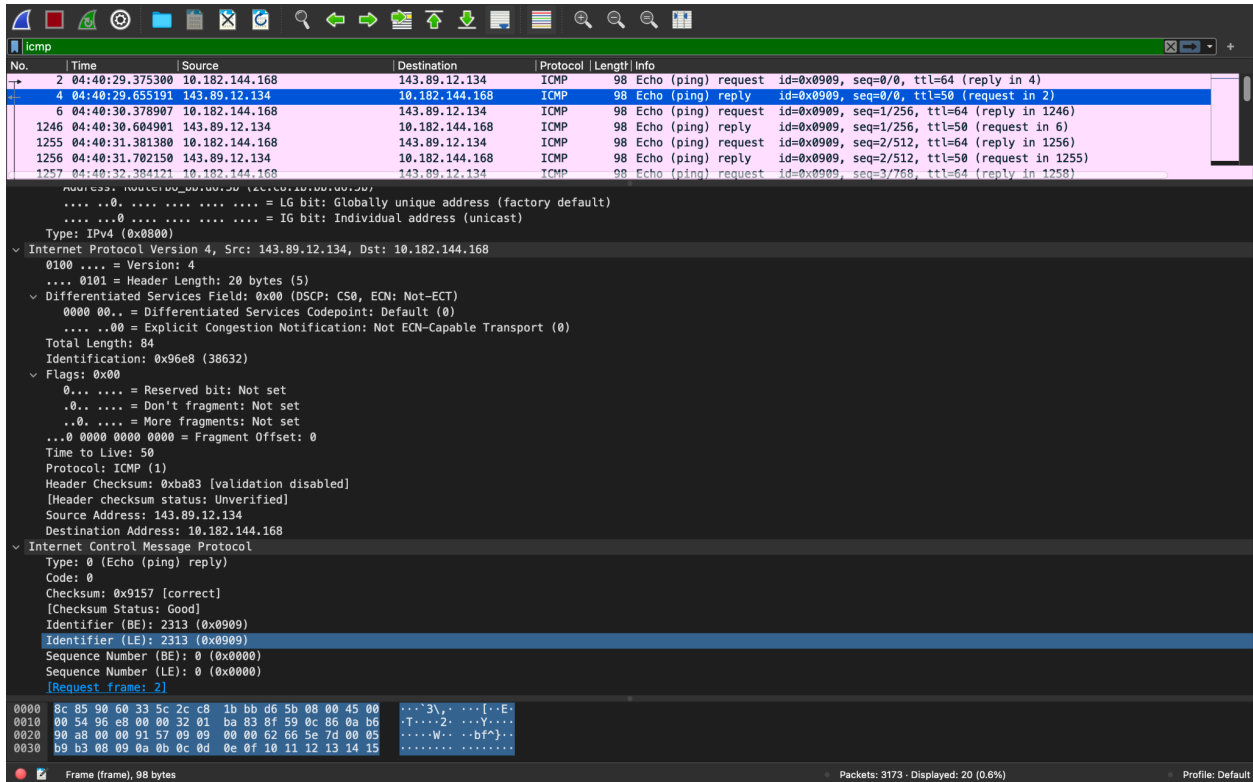 icmp
No. Time Source Destination Protocol Length Info
2 04:40:29.375300 10.182.144.168 143.89.12.134 ICMP 98 Echo (ping) request id=0x0909, seq=0/0, ttl=64 (reply in 4)
4 04:40:29.655191 143.89.12.134 10.182.144.168 ICMP 98 Echo (ping) reply id=0x0909, seq=0/0, ttl=50 (request in 2)
6 04:40:30.378907 10.182.144.168 143.89.12.134 ICMP 98 Echo (ping) request id=0x0909, seq=1/256, ttl=64 (reply in 1246)
1246 04:40:30.604901 143.89.12.134 10.182.144.168 ICMP 98 Echo (ping) reply id=0x0909, seq=1/256, ttl=50 (request in 6)
1255 04:40:31.381380 10.182.144.168 143.89.12.134 ICMP 98 Echo (ping) request id=0x0909, seq=2/512, ttl=64 (reply in 1256)
1256 04:40:31.702150 143.89.12.134 10.182.144.168 ICMP 98 Echo (ping) reply id=0x0909, seq=2/512, ttl=50 (request in 1255)
1257 04:40:32.384121 10.182.144.168 143.89.12.134 ICMP 98 Echo (ping) request id=0x0909, seq=3/768, ttl=64 (reply in 1258)
.... ..0. .... .... .... .... = LG bit: Globally unique address (factory default)
.... ...0 .... .... .... .... = IG bit: Individual address (unicast)
Type: IPv4 (0x0800)
Internet Protocol Version 4, Src: 143.89.12.134, Dst: 10.182.144.168
0100 .... = Version: 4
.... 0101 = Header Length: 20 bytes (5)
Differentiated Services Field: 0x00 (DSCP: CS0, ECN: Not-ECT)
0000 00.. = Differentiated Services Codepoint: Default (0)
.... ..00 = Explicit Congestion Notification: Not ECN-Capable Transport (0)
Total Length: 84
Identification: 0x96e8 (38632)
Flags: 0x00
0... .... = Reserved bit: Not set
.0.. .... = Don't fragment: Not set
..0. .... = More fragments: Not set
...0 0000 0000 0000 = Fragment Offset: 0
Time to Live: 50
Protocol: ICMP (1)
Header Checksum: 0xba83 [validation disabled]
[Header checksum status: Unverified]
Source Address: 143.89.12.134
Destination Address: 10.182.144.168
Internet Control Message Protocol
Type: 0 (Echo (ping) reply)
Code: 0
Checksum: 0x9157 [correct]
[Checksum Status: Good]
Identifier (BE): 2313 (0x0909)
Identifier (LE): 2313 (0x0909)
Sequence Number (BE): 0 (0x0000)
Sequence Number (LE): 0 (0x0000)
[Request frame: 2]
0000 8c 85 90 60 33 5c 2c c8 1b bb d6 5b 08 00 45 00 ···`3\,· ···[··E·
0010 00 54 96 e8 00 00 32 01 ba 83 8f 59 0c 86 0a b6 ·T····2· ···Y····
0020 90 a8 00 00 91 57 09 09 00 00 62 66 5e 7d 00 05 ·····W·· ··bf^}··
0030 b9 b3 08 09 0a 0b 0c 0d 0e 0f 10 11 12 13 14 15 ········ ········
Frame (frame), 98 bytes Packets: 3173 · Displayed: 20 (0.6%) Profile: Default